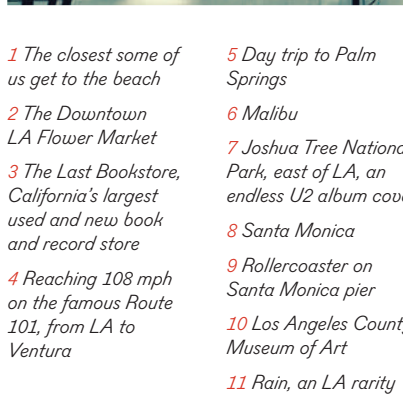 1 The closest some of
us get to the beach
2 The Downtown
LA Flower Market
3 The Last Bookstore,
California's largest
used and new book
and record store
4 Reaching 108 mph
on the famous Route
101, from LA to
Ventura
5 Day trip to Palm
Springs
6 Malibu
7 Joshua Tree
Park, east of LA, an
endless U2 album
8 Santa Monica
9 Rollercoaster on
Santa Monica pier
10 Los Angeles
Museum of Art
11 Rain, an LA rarity